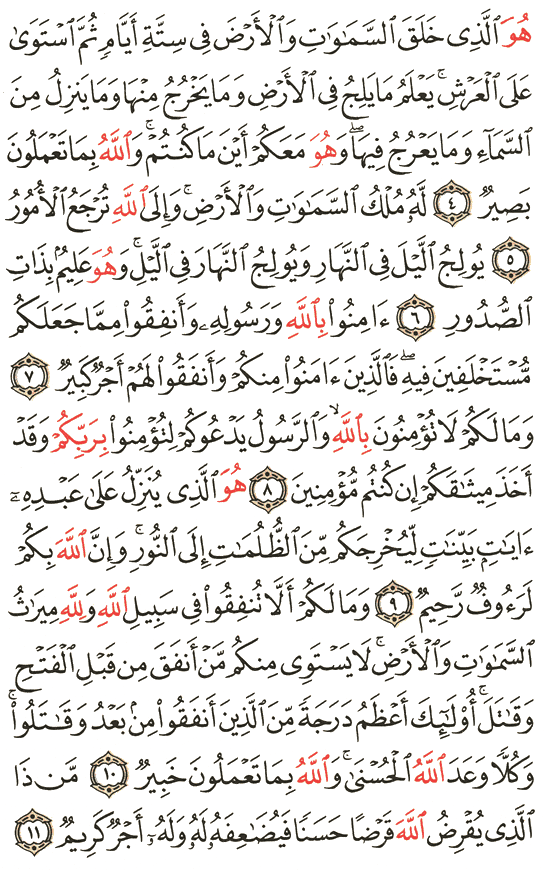 هُوَ ٱلَّذِى خَلَقَ ٱلسَّمَٰوَٰتِ وَٱلْأَرْضَ فِى سِتَّةِ أَيَّامٍۢ ثُمَّ ٱسْتَوَىٰ
عَلَى ٱلْعَرْشِ ۚ يَعْلَمُ مَا يَلِجُ فِى ٱلْأَرْضِ وَمَا يَخْرُجُ مِنْهَا وَمَا يَنزِلُ مِنَ
ٱلسَّمَآءِ وَمَا يَعْرُجُ فِيهَا ۖ وَهُوَ مَعَكُمْ أَيْنَ مَا كُنتُمْ ۚ وَٱللَّهُ بِمَا تَعْمَلُونَ
بَصِيرٌۭ ٤ لَّهُۥ مُلْكُ ٱلسَّمَٰوَٰتِ وَٱلْأَرْضِ ۚ وَإِلَى ٱللَّهِ تُرْجَعُ ٱلْأُمُورُ
٥ يُولِجُ ٱلَّيْلَ فِى ٱلنَّهَارِ وَيُولِجُ ٱلنَّهَارَ فِى ٱلَّيْلِ ۚ وَهُوَ عَلِيمٌۢ بِذَاتِ
ٱلصُّدُورِ ٦ ءَامِنُوا۟ بِٱللَّهِ وَرَسُولِهِۦ وَأَنفِقُوا۟ مِمَّا جَعَلَكُم
مُّسْتَخْلَفِينَ فِيهِ ۖ فَٱلَّذِينَ ءَامَنُوا۟ مِنكُمْ وَأَنفَقُوا۟ لَهُمْ أَجْرٌۭ كَبِيرٌۭ ٧
وَمَا لَكُمْ لَا تُؤْمِنُونَ بِٱللَّهِ ۙ وَٱلرَّسُولُ يَدْعُوكُمْ لِتُؤْمِنُوا۟ بِرَبِّكُمْ وَقَدْ
أَخَذَ مِيثَٰقَكُمْ إِن كُنتُم مُّؤْمِنِينَ ٨ هُوَ ٱلَّذِى يُنَزِّلُ عَلَىٰ عَبْدِهِۦٓ
ءَايَٰتٍۭ بَيِّنَٰتٍۢ لِّيُخْرِجَكُم مِّنَ ٱلظُّلُمَٰتِ إِلَى ٱلنُّورِ ۚ وَإِنَّ ٱللَّهَ بِكُمْ
لَرَءُوفٌۭ رَّحِيمٌۭ ٩ وَمَا لَكُمْ أَلَّا تُنفِقُوا۟ فِى سَبِيلِ ٱللَّهِ وَلِلَّهِ مِيرَٰثُ
ٱلسَّمَٰوَٰتِ وَٱلْأَرْضِ ۚ لَا يَسْتَوِى مِنكُم مَّنْ أَنفَقَ مِن قَبْلِ ٱلْفَتْحِ
وَقَٰتَلَ ۚ أُو۟لَٰٓئِكَ أَعْظَمُ دَرَجَةًۭ مِّنَ ٱلَّذِينَ أَنفَقُوا۟ مِنۢ بَعْدُ وَقَٰتَلُوا۟ ۚ
وَكُلًّۭا وَعَدَ ٱللَّهُ ٱلْحُسْنَىٰ ۚ وَٱللَّهُ بِمَا تَعْمَلُونَ خَبِيرٌۭ ١٠ مَّن ذَا
ٱلَّذِى يُقْرِضُ ٱللَّهَ قَرْضًا حَسَنًۭا فَيُضَٰعِفَهُۥ لَهُۥ وَلَهُۥٓ أَجْرٌۭ كَرِيمٌۭ ١١